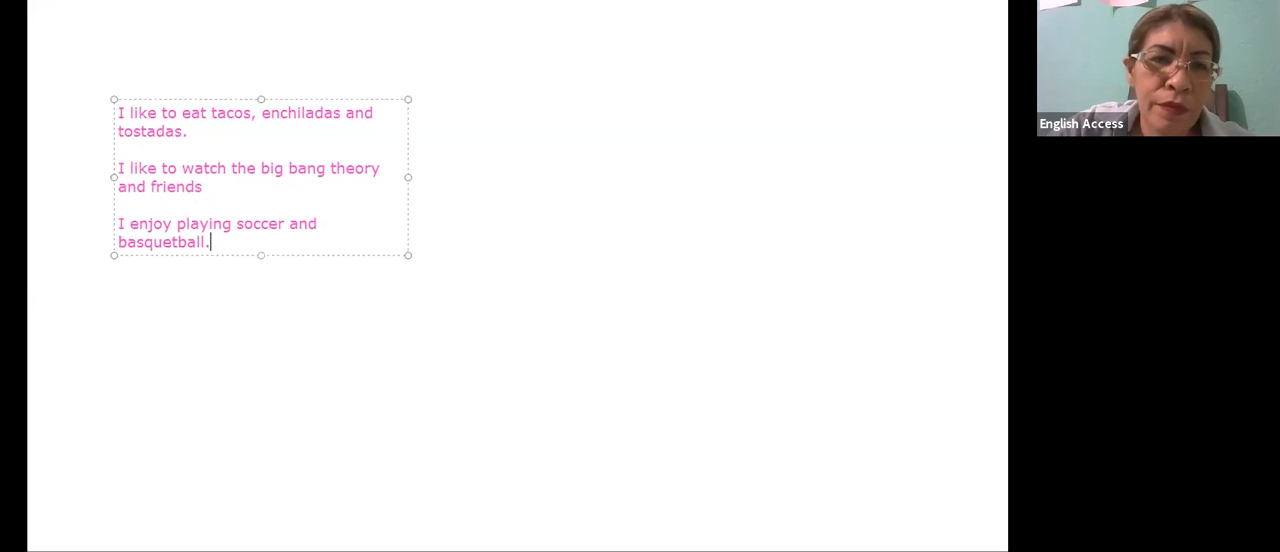 I like to eat tacos, enchiladas and
tostadas.
I like to watch the big bang theory
and friends
I enjoy playing soccer and
basquetball.
English Access